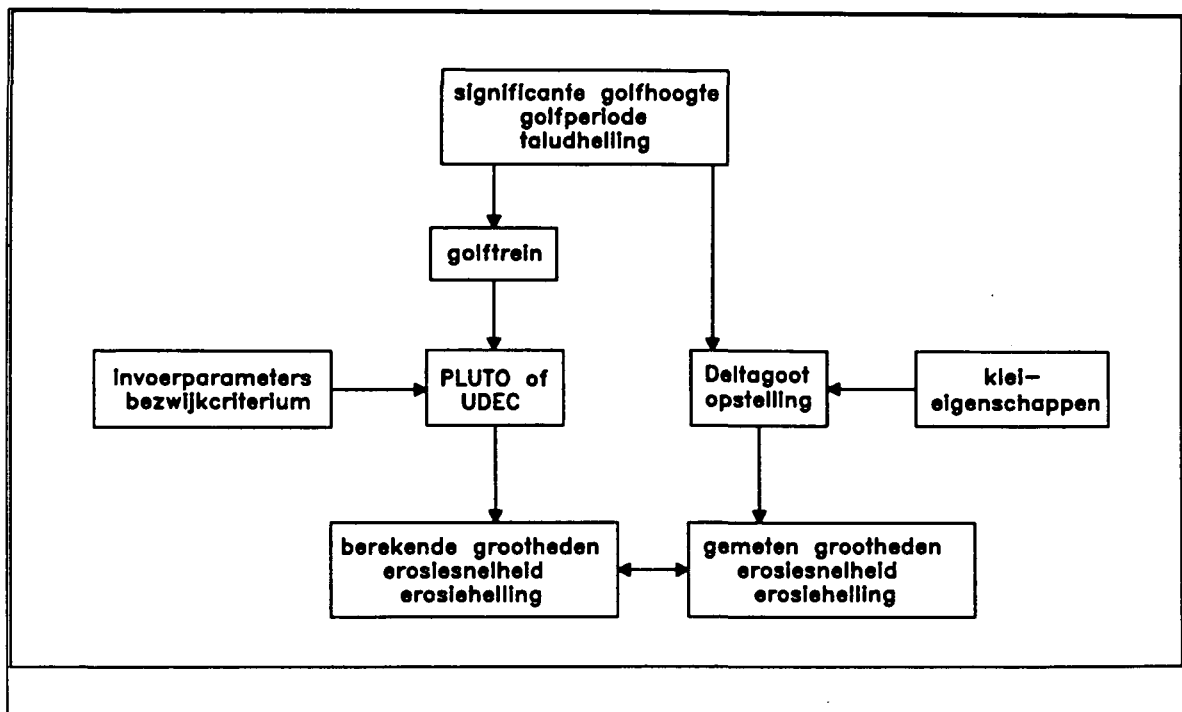 significante golfhoogte
golfperiode
taludhelling
golftrein
invoerparameters
bezwijkcriterium
PLUTO of
UDEC
Deltagoot
opstelling
klei-
eigenschappen
berekende grootheden
erosiesnelheid
erosiehelling
gemeten grootheden
erosiesnelheid
erosiehelling